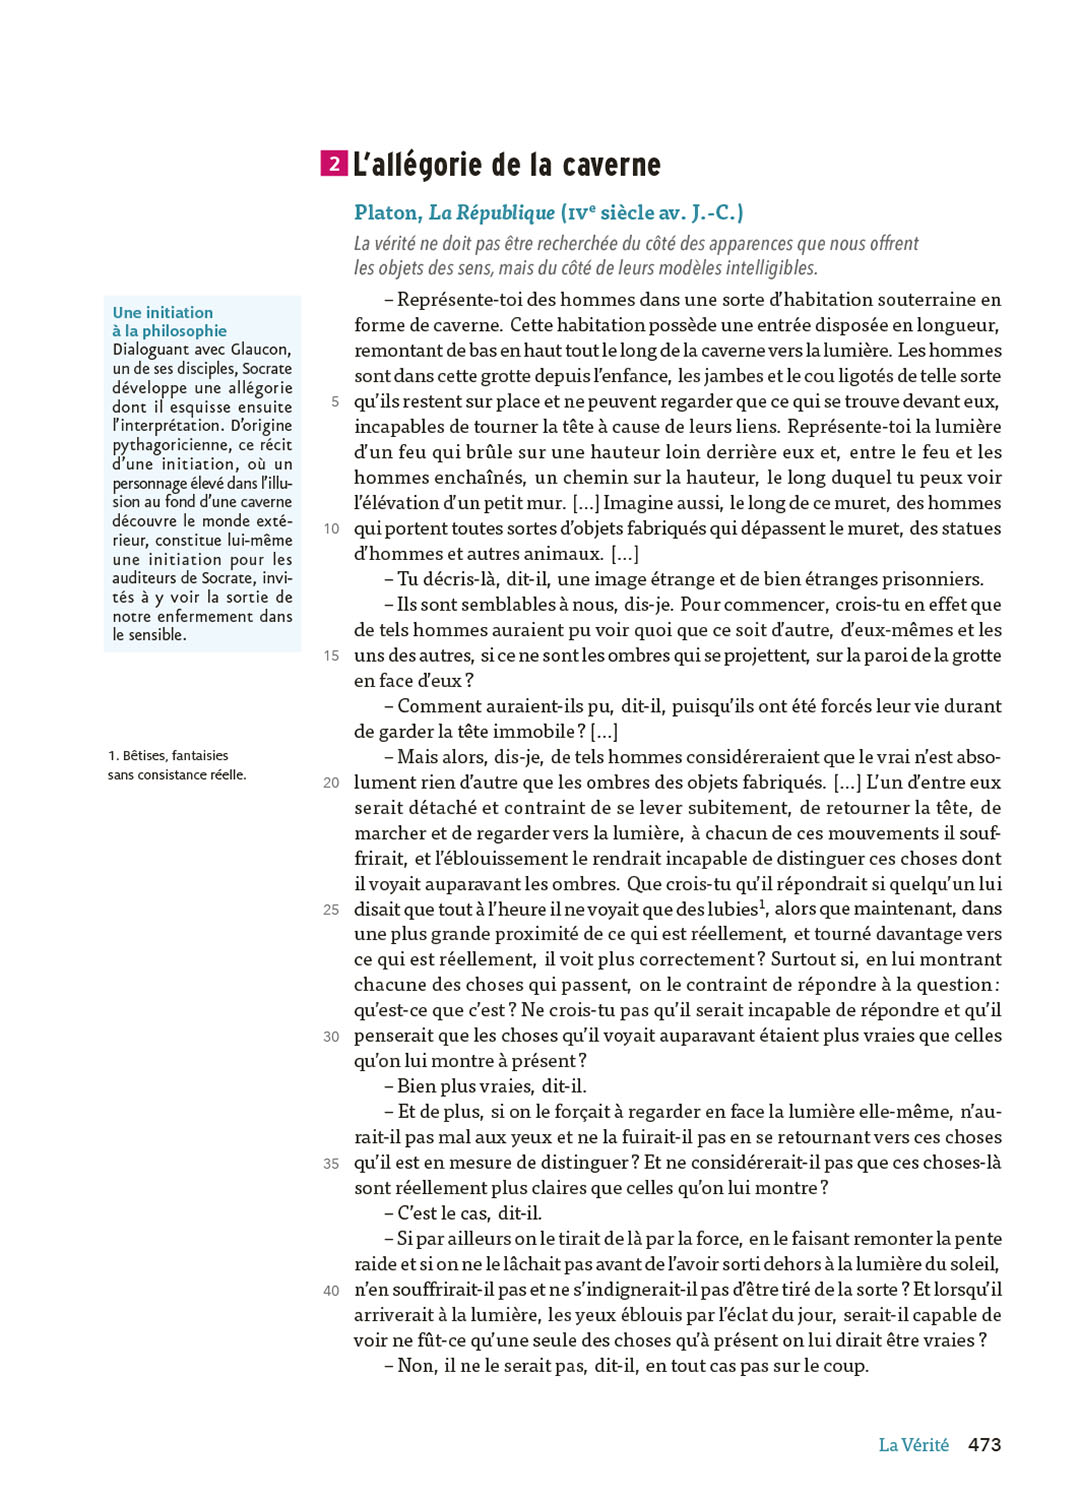 2 L'allégorie de la caverne
Platon, La République (IVe siècle av. J.-C.)
La vérité ne doit pas être recherchée du côté des apparences que nous offrent
les objets des sens, mais du côté de leurs modèles intelligibles.
Une initiation
à la philosophie
Dialoguant avec Glaucon,
un de ses disciples, Socrate
développe une allégorie
dont il esquisse ensuite
l'interprétation. D'origine
pythagoricienne, ce récit
d'une initiation, où un
personnage élevé dans l'illu-
sion au fond d'une caverne
découvre le monde exté-
rieur, constitue lui-même
une initiation pour les
auditeurs de Socrate, invi-
tés à y voir la sortie de
notre enfermement dans
le sensible.
1. Bêtises, fantaisies
sans consistance réelle.
– Représente-toi des hommes dans une sorte d'habitation souterraine en
forme de caverne. Cette habitation possède une entrée disposée en longueur,
remontant de bas en haut tout le long de la caverne vers la lumière. Les hommes
sont dans cette grotte depuis l'enfance, les jambes et le cou ligotés de telle sorte
5 qu'ils restent sur place et ne peuvent regarder que ce qui se trouve devant eux,
incapables de tourner la tête à cause de leurs liens. Représente-toi la lumière
d'un feu qui brûle sur une hauteur loin derrière eux et, entre le feu et les
hommes enchaînés, un chemin sur la hauteur, le long duquel tu peux voir
l'élévation d'un petit mur. [...] Imagine aussi, le long de ce muret, des hommes
10 qui portent toutes sortes d'objets fabriqués qui dépassent le muret, des statues
d'hommes et autres animaux. [...]
– Tu décris-là, dit-il, une image étrange et de bien étranges prisonniers.
– Ils sont semblables à nous, dis-je. Pour commencer, crois-tu en effet que
de tels hommes auraient pu voir quoi que ce soit d'autre, d'eux-mêmes et les
15 uns des autres, si ce ne sont les ombres qui se projettent, sur la paroi de la grotte
en face d'eux ?
– Comment auraient-ils pu, dit-il, puisqu'ils ont été forcés leur vie durant
de garder la tête immobile ? [...]
– Mais alors, dis-je, de tels hommes considéreraient que le vrai n'est abso-
20 lument rien d'autre que les ombres des objets fabriqués. [...] L'un d'entre eux
serait détaché et contraint de se lever subitement, de retourner la tête, de
marcher et de regarder vers la lumière, à chacun de ces mouvements il souf-
frirait, et l'éblouissement le rendrait incapable de distinguer ces choses dont
il voyait auparavant les ombres. Que crois-tu qu'il répondrait si quelqu'un lui
25 disait que tout à l'heure il ne voyait que des lubies1, alors que maintenant, dans
une plus grande proximité de ce qui est réellement, et tourné davantage vers
ce qui est réellement, il voit plus correctement ? Surtout si, en lui montrant
chacune des choses qui passent, on le contraint de répondre à la question :
qu'est-ce que c'est ? Ne crois-tu pas qu'il serait incapable de répondre et qu'il
30 penserait que les choses qu'il voyait auparavant étaient plus vraies que celles
qu'on lui montre à présent ?
– Bien plus vraies, dit-il.
– Et de plus, si on le forçait à regarder en face la lumière elle-même, n'au-
rait-il pas mal aux yeux et ne la fuirait-il pas en se retournant vers ces choses
35 qu'il est en mesure de distinguer ? Et ne considérerait-il pas que ces choses-là
sont réellement plus claires que celles qu'on lui montre ?
– C'est le cas, dit-il.
– Si par ailleurs on le tirait de là par la force, en le faisant remonter la pente
raide et si on ne le lâchait pas avant de l'avoir sorti dehors à la lumière du soleil,
40 n'en souffrirait-il pas et ne s'indignerait-il pas d'être tiré de la sorte ? Et lorsqu'il
arriverait à la lumière, les yeux éblouis par l'éclat du jour, serait-il capable de
voir ne fût-ce qu'une seule des choses qu'à présent on lui dirait être vraies ?
– Non, il ne le serait pas, dit-il, en tout cas pas sur le coup.
La Vérité 473